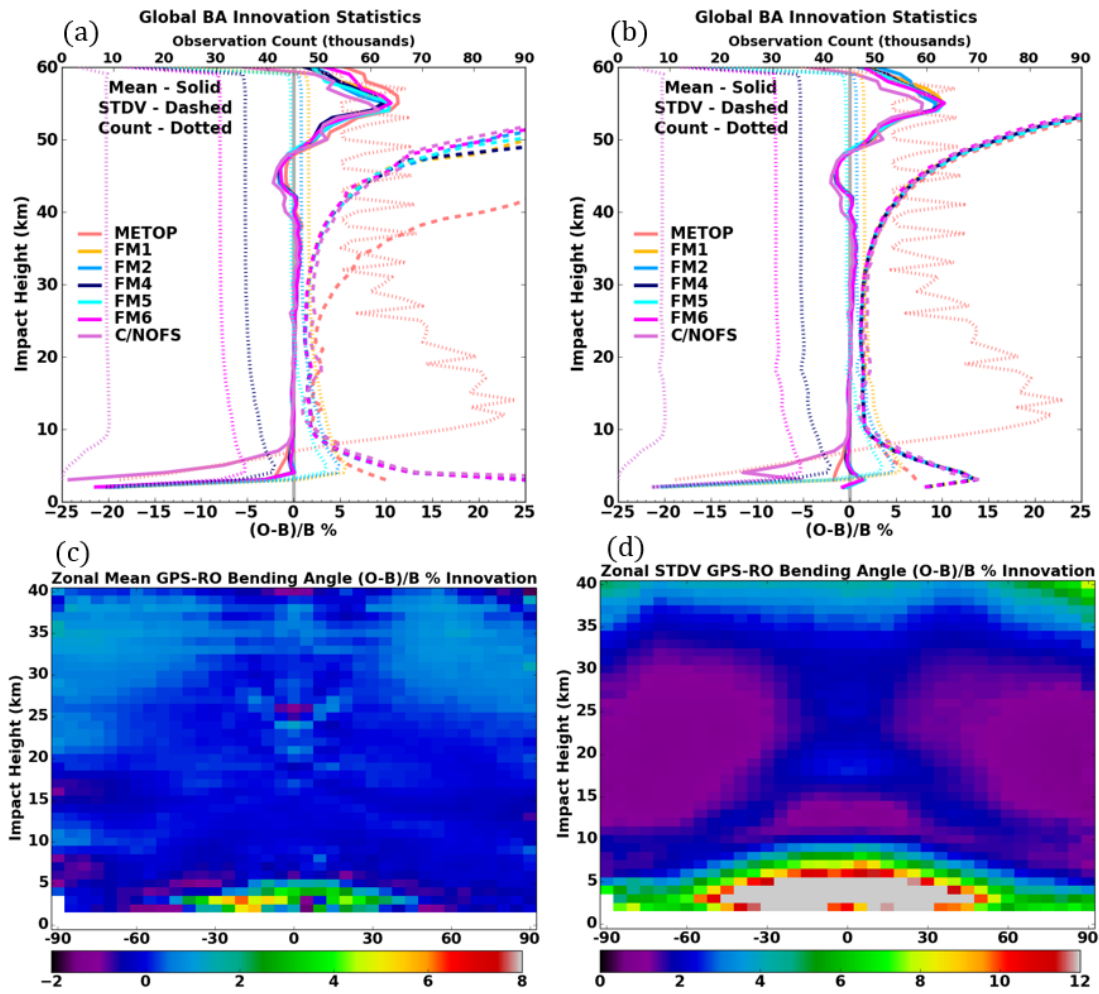 (a)
Global BA Innovation Statistics
Observation Count (thousands)
0 10 20 30 40 50 60 70 80 90
60
50
40
30
20
10
0
Impact Height (km)
Mean - Solid
STDV - Dashed
Count - Dotted
METOP
FM1
FM2
FM4
FM5
FM6
C/NOFS
−25 −20 −15 −10 −5 0 5 10 15 20 25
(O-B)/B %
(b)
Global BA Innovation Statistics
Observation Count (thousands)
0 10 20 30 40 50 60 70 80 90
60
50
40
30
20
10
0
Impact Height (km)
Mean - Solid
STDV - Dashed
Count - Dotted
METOP
FM1
FM2
FM4
FM5
FM6
C/NOFS
−25 −20 −15 −10 −5 0 5 10 15 20 25
(O-B)/B %
(c)
Zonal Mean GPS-RO Bending Angle (O-B)/B % Innovation
40
35
30
25
20
15
10
5
0
Impact Height (km)
-90 -60 -30 0 30 60 90
−2 0 2 4 6 8
(d)
Zonal STDV GPS-RO Bending Angle (O-B)/B % Innovation
40
35
30
25
20
15
10
5
0
Impact Height (km)
-90 -60 -30 0 30 60 90
0 2 4 6 8 10 12